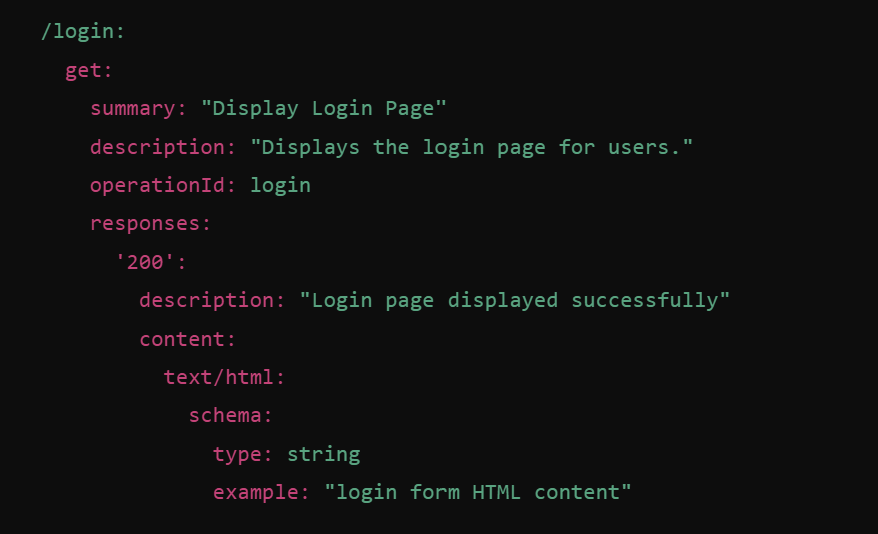 /login:
get:
summary: "Display Login Page"
description: "Displays the login page for users."
operationId: login
responses:
'200':
description: "Login page displayed successfully"
content:
text/html:
schema:
type: string
example: "login form HTML content"